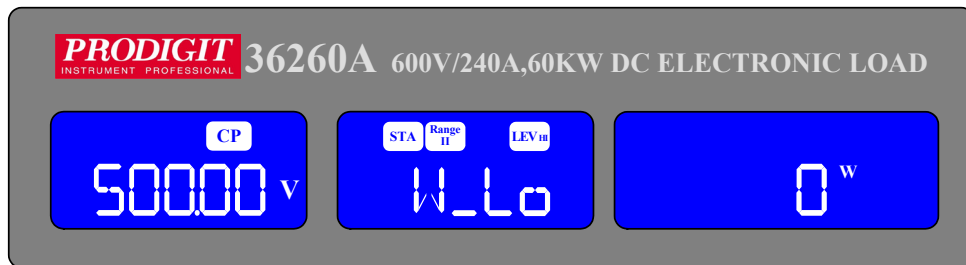 PRODIGIT
INSTRUMENT PROFESSIONAL
36260A 600V/240A,60KW DC ELECTRONIC LOAD
CP
500.00 V
STA Range II LEV HI
W_Lo
0 W